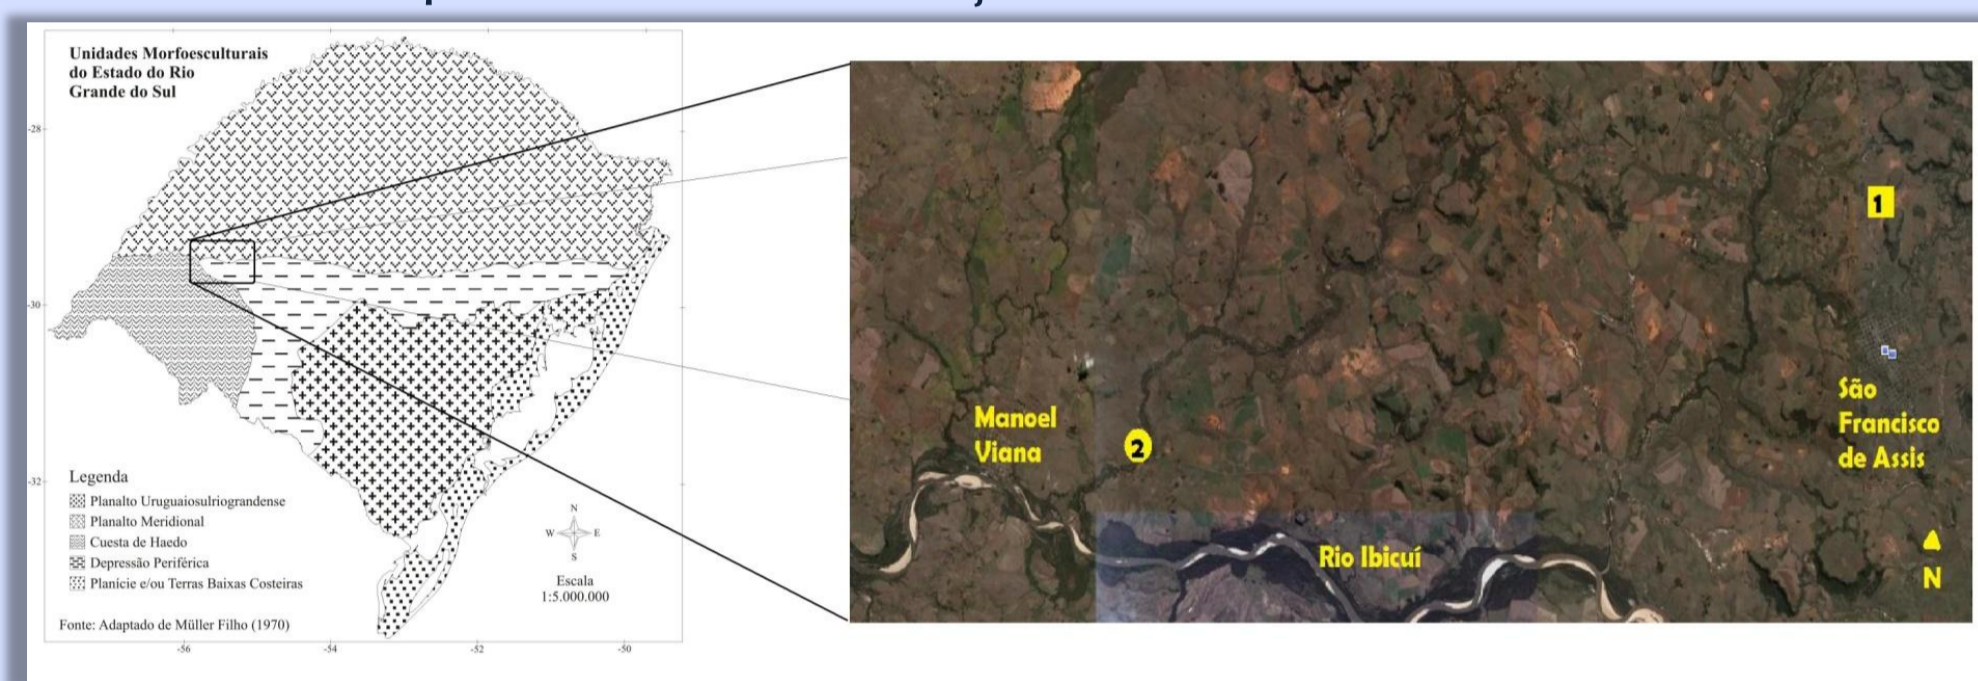 Unidades Morfoesculturais
do Estado do Rio
Grande do Sul
-28
-30
-32
Legenda
Planalto Uruguaiosulriograndense
Planalto Meridional
Cuesta de Haedo
Depressão Periférica
Planície e/ou Terras Baixas Costeiras
Fonte: Adaptado de Müller Filho (1970)
N
W E
S
Escala
1:5.000.000
-56 -54 -52 -50
1
Manoel
Viana
2
São
Francisco
de Assis
Rio Ibicuí
N